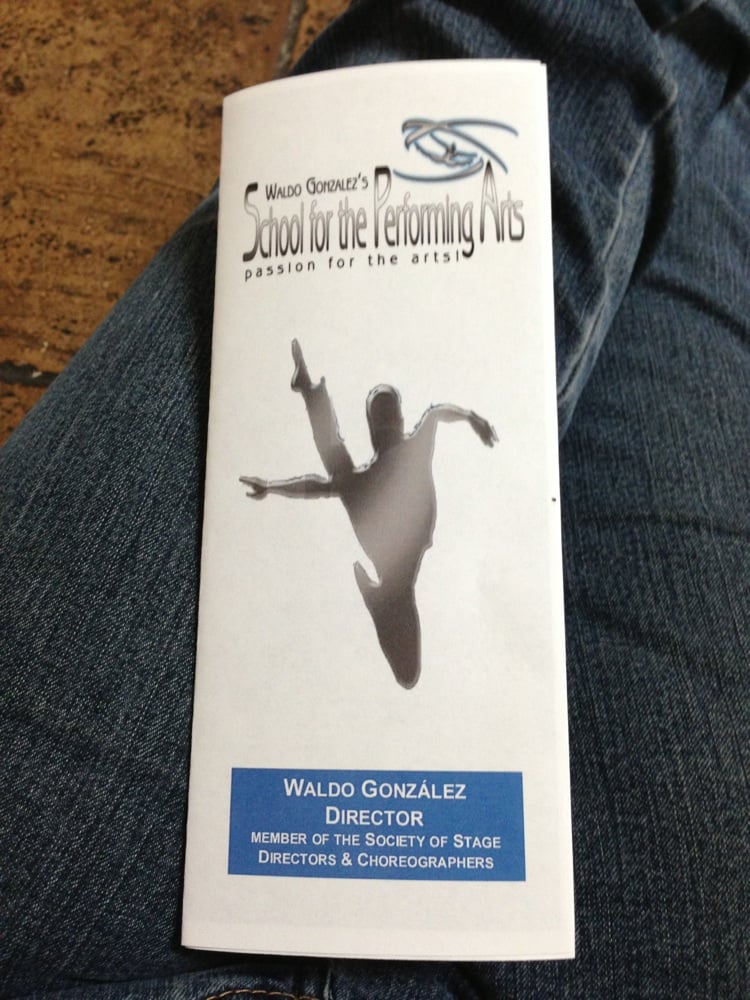 WALDO GONZALEZ'S
School for the Performing Arts
passion for the arts!
WALDO GONZÁLEZ
DIRECTOR
MEMBER OF THE SOCIETY OF STAGE
DIRECTORS & CHOREOGRAPHERS